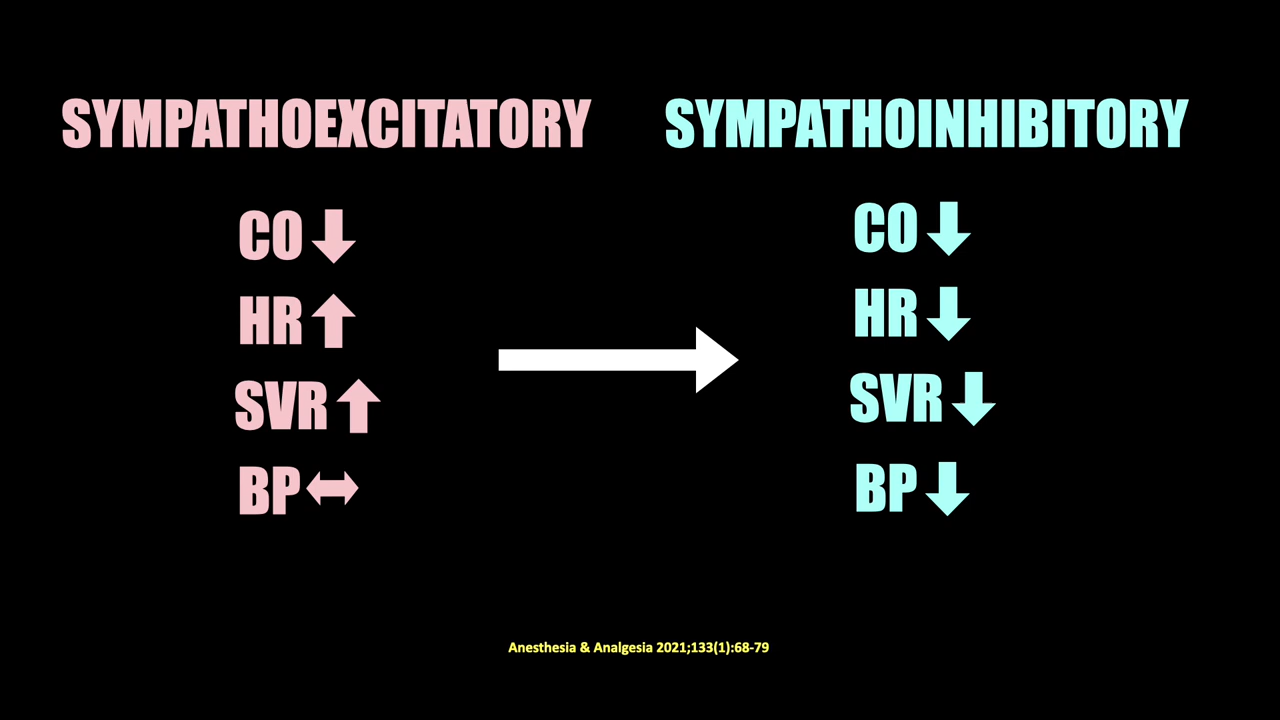 SYMPATHOEXCITATORY
CO
HR
SVR
BP
SYMPATHOINHIBITORY
CO
HR
SVR
BP
Anesthesia & Analgesia 2021;133(1):68-79